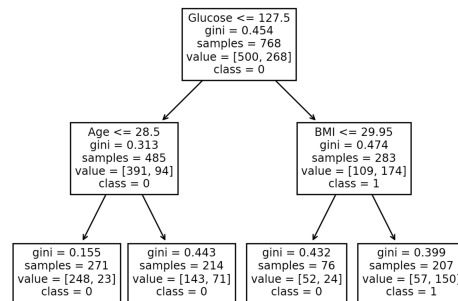 Glucose <= 127.5
gini = 0.454
samples = 768
value = [500, 268]
class = 0
Age <= 28.5
gini = 0.313
samples = 485
value = [391, 94]
class = 0
BMI <= 29.95
gini = 0.474
samples = 283
value = [109, 174]
class = 1
gini = 0.155
samples = 271
value = [248, 23]
class = 0
gini = 0.443
samples = 214
value = [143, 71]
class = 0
gini = 0.432
samples = 76
value = [52, 24]
class = 0
gini = 0.399
samples = 207
value = [57, 150]
class = 1